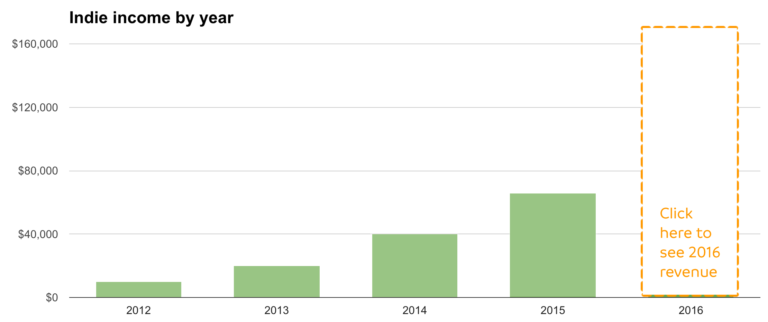 Indie income by year
$160,000
$120,000
$80,000
$40,000
$0
Click
here to
see 2016
revenue
2012 2013 2014 2015 2016